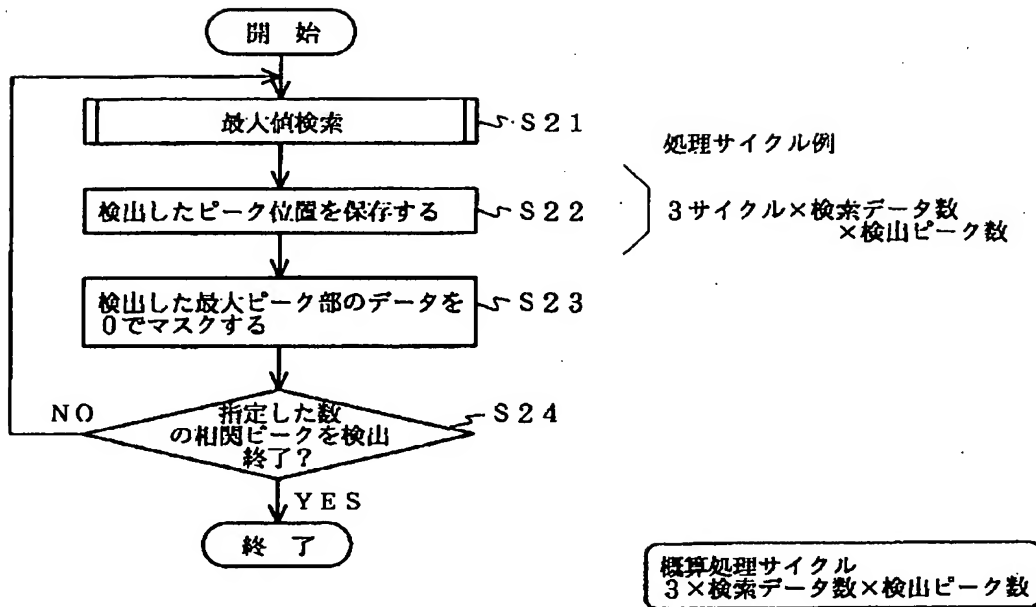 開 始
最大値検索
S21
処理サイクル例
検出したピーク位置を保存する
S22
3サイクル×検索データ数
×検出ピーク数
検出した最大ピーク部のデータを
0でマスクする
S23
指定した数
の相関ピークを検出
終了?
S24
NO
YES
終 了
概算処理サイクル
3×検索データ数×検出ピーク数